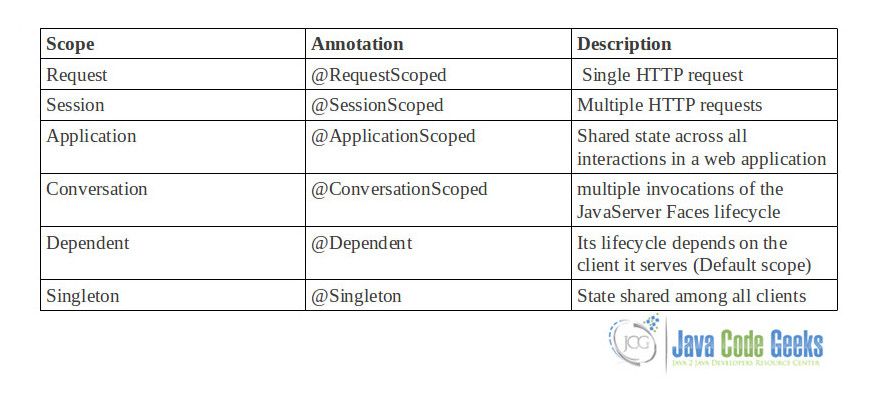 Scope Annotation Description
Request @RequestScoped Single HTTP request
Session @SessionScoped Multiple HTTP requests
Application @ApplicationScoped Shared state across all
interactions in a web application
Conversation @ConversationScoped multiple invocations of the
JavaServer Faces lifecycle
Dependent @Dependent Its lifecycle depends on the
client it serves (Default scope)
Singleton @Singleton State shared among all clients
JCG Java Code Geeks
Java 2 Java Developers Resource Center